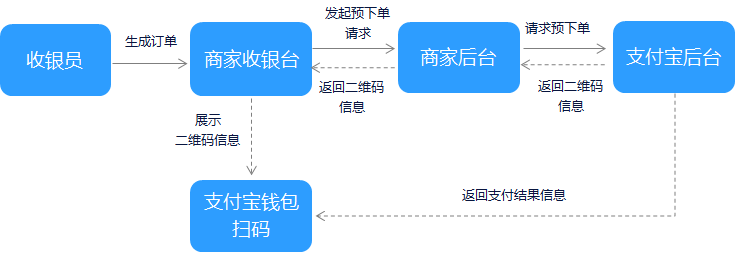 收银员
生成订单
商家收银台
发起预下单
请求
返回二维码
信息
商家后台
请求预下单
返回二维码
信息
支付宝后台
展示
二维码信息
支付宝钱包
扫码
返回支付结果信息